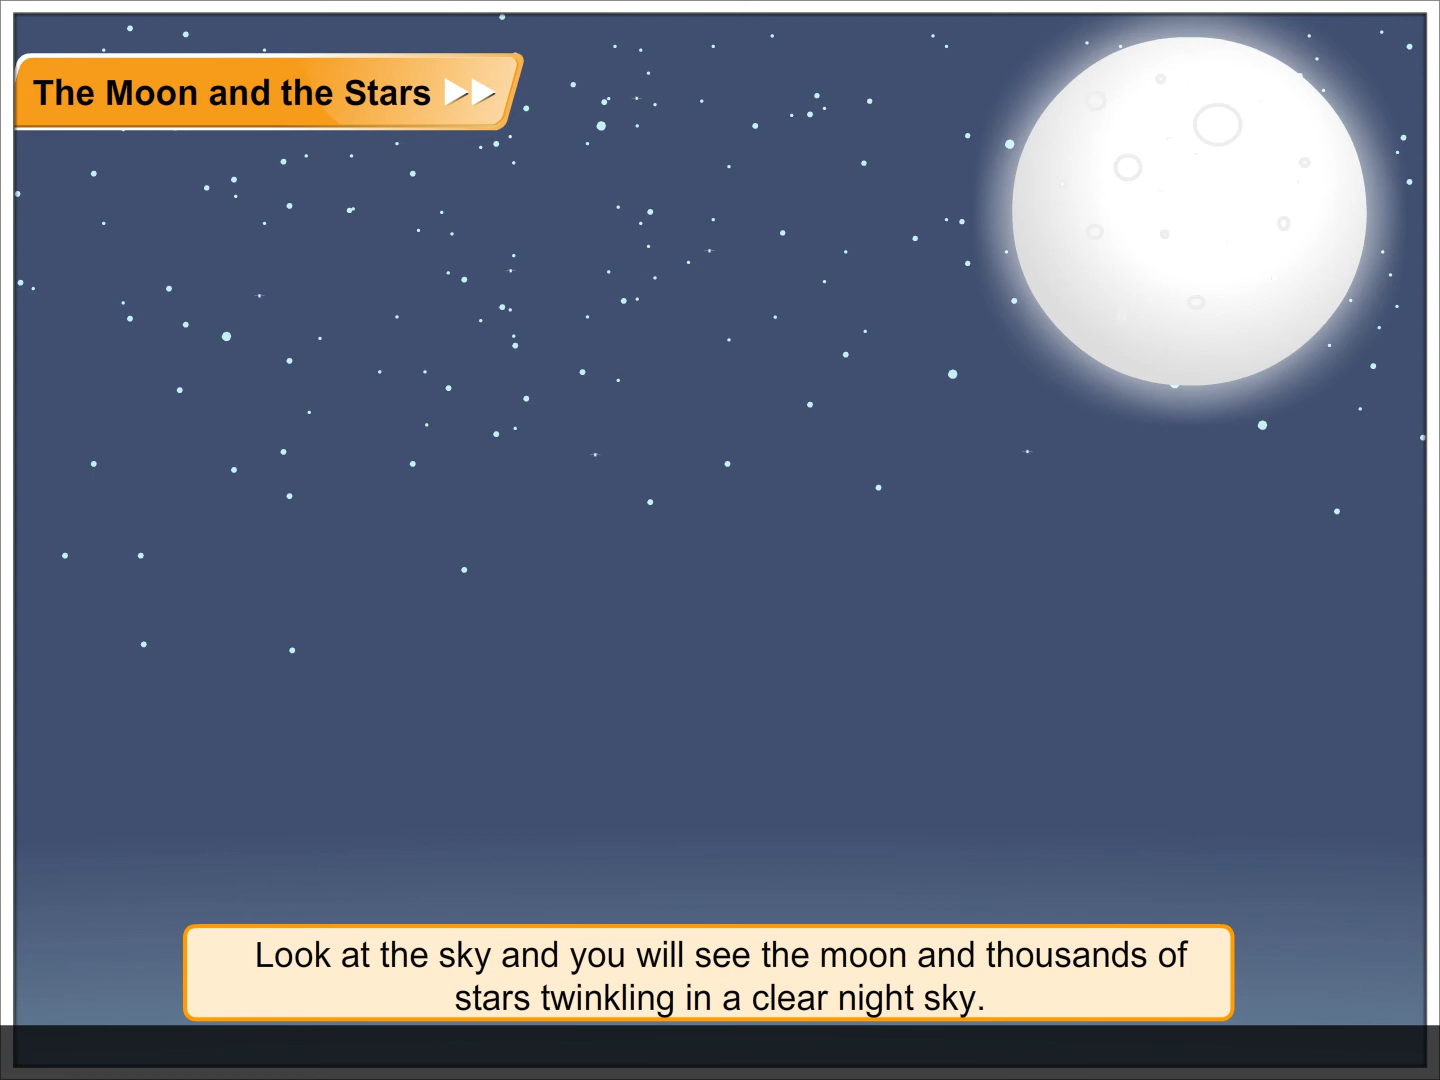 The Moon and the Stars
Look at the sky and you will see the moon and thousands of
stars twinkling in a clear night sky.